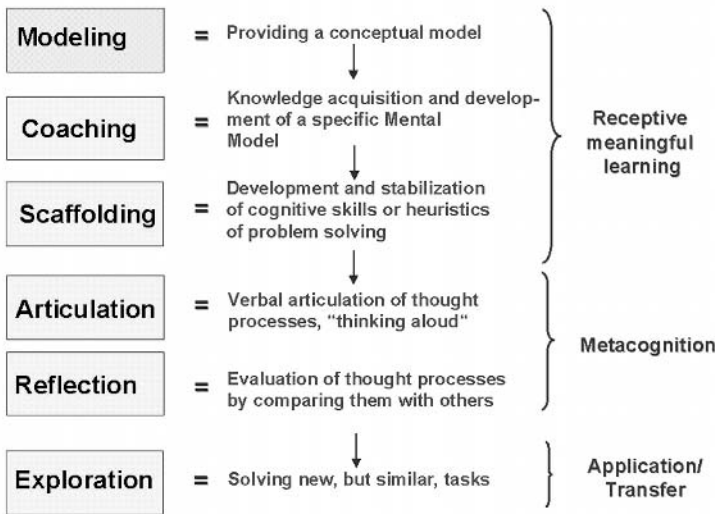 Modeling = Providing a conceptual model
Coaching = Knowledge acquisition and develop-
ment of a specific Mental
Model
Scaffolding = Development and stabilization
of cognitive skills or heuristics
of problem solving
Receptive
meaningful
learning
Articulation = Verbal articulation of thought
processes, “thinking aloud“
Reflection = Evaluation of thought processes
by comparing them with others
Metacognition
Exploration = Solving new, but similar, tasks
Application/
Transfer